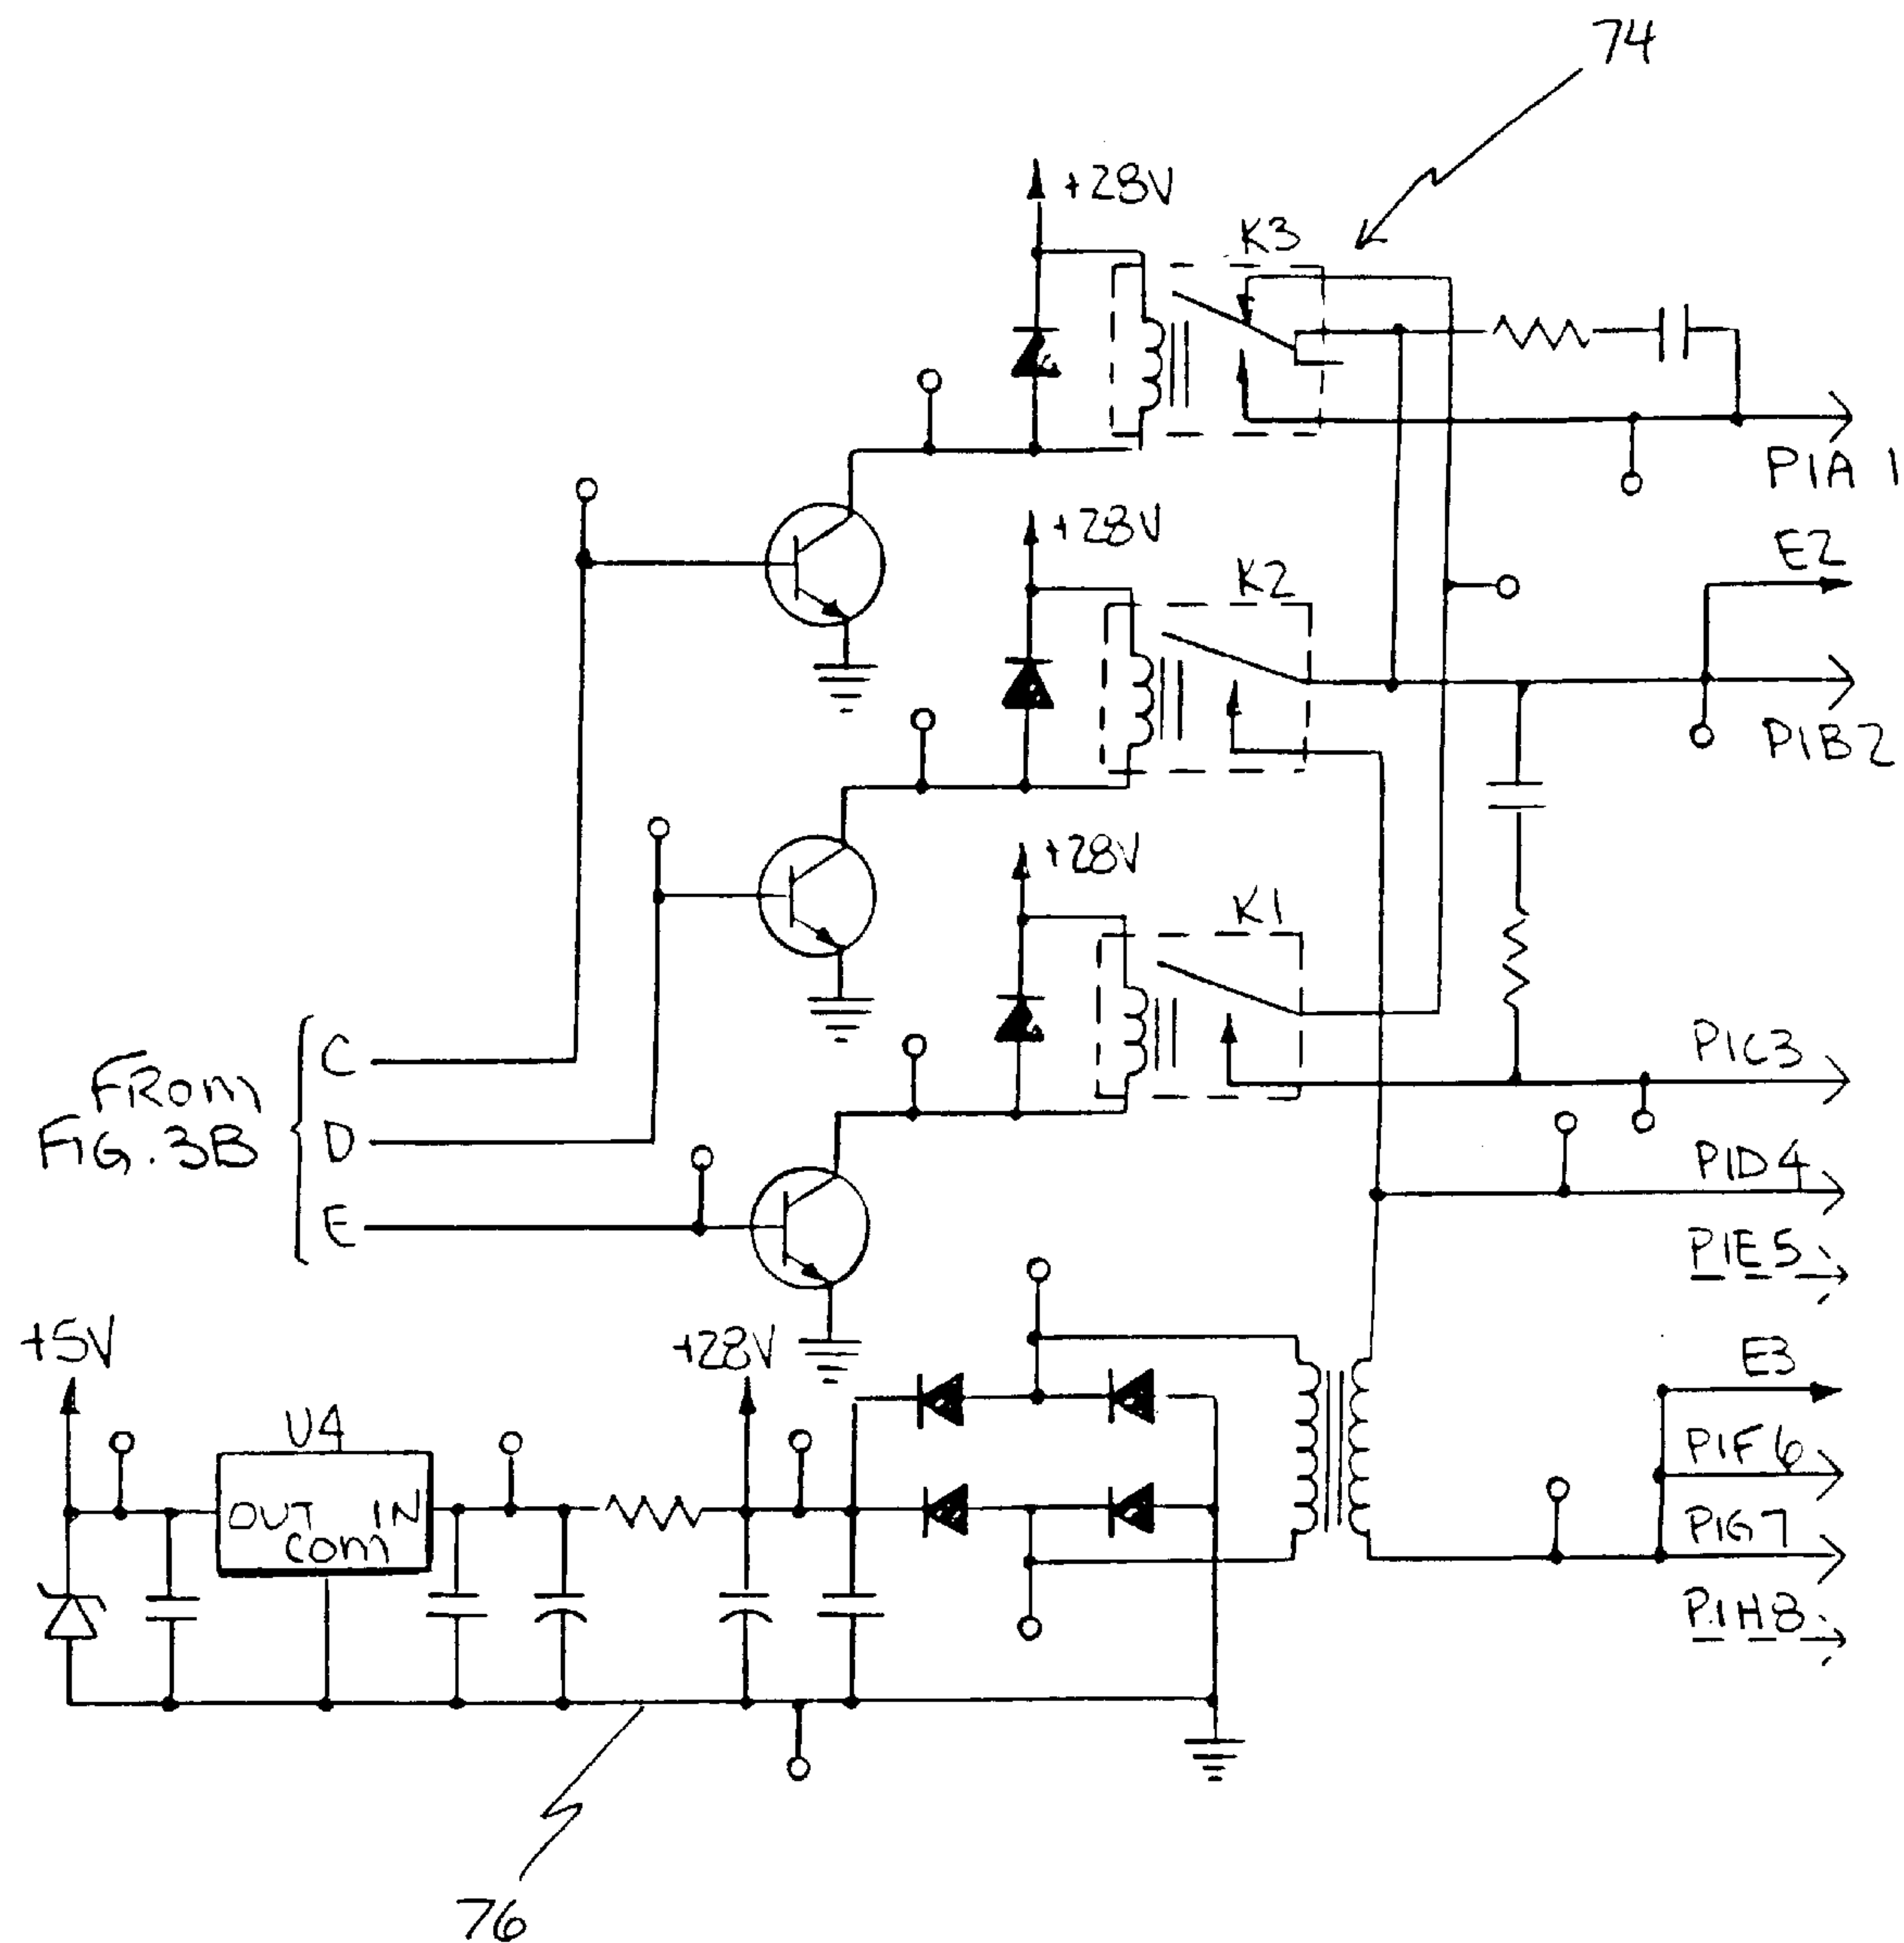 74
+28V
K3
P1A 1
+28V
E2
K2
P1B2
+28V
K1
FROM
FIG. 3B
C
D
E
P1C3
P1D4
P1E5
+5V
+28V
E3
U4
P1F6
OUT IN
com
P1G7
P1H8
76